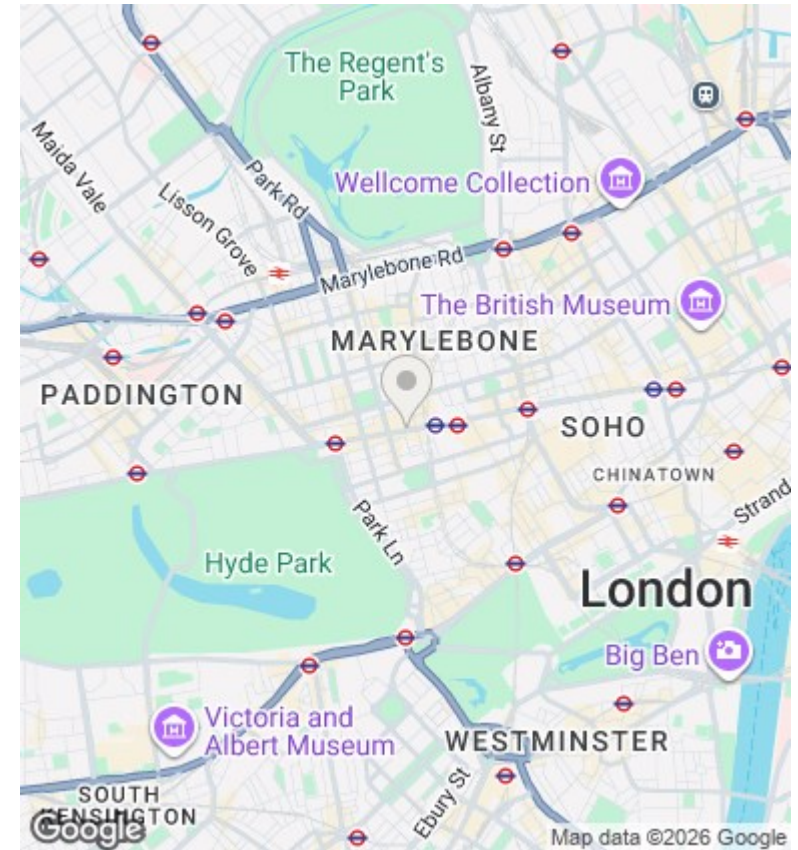 The Regent's
Park
Albany St
Maida Vale
Wellcome Collection
Park Rd
Lisson Grove
Marylebone Rd
The British Museum
MARYLEBONE
PADDINGTON
SOHO
CHINATOWN
Strand
Park Ln
Hyde Park
London
Big Ben
Victoria and
Albert Museum
WESTMINSTER
Ebury St
SOUTH
KENSINGTON
Google
Map data ©2026 Google